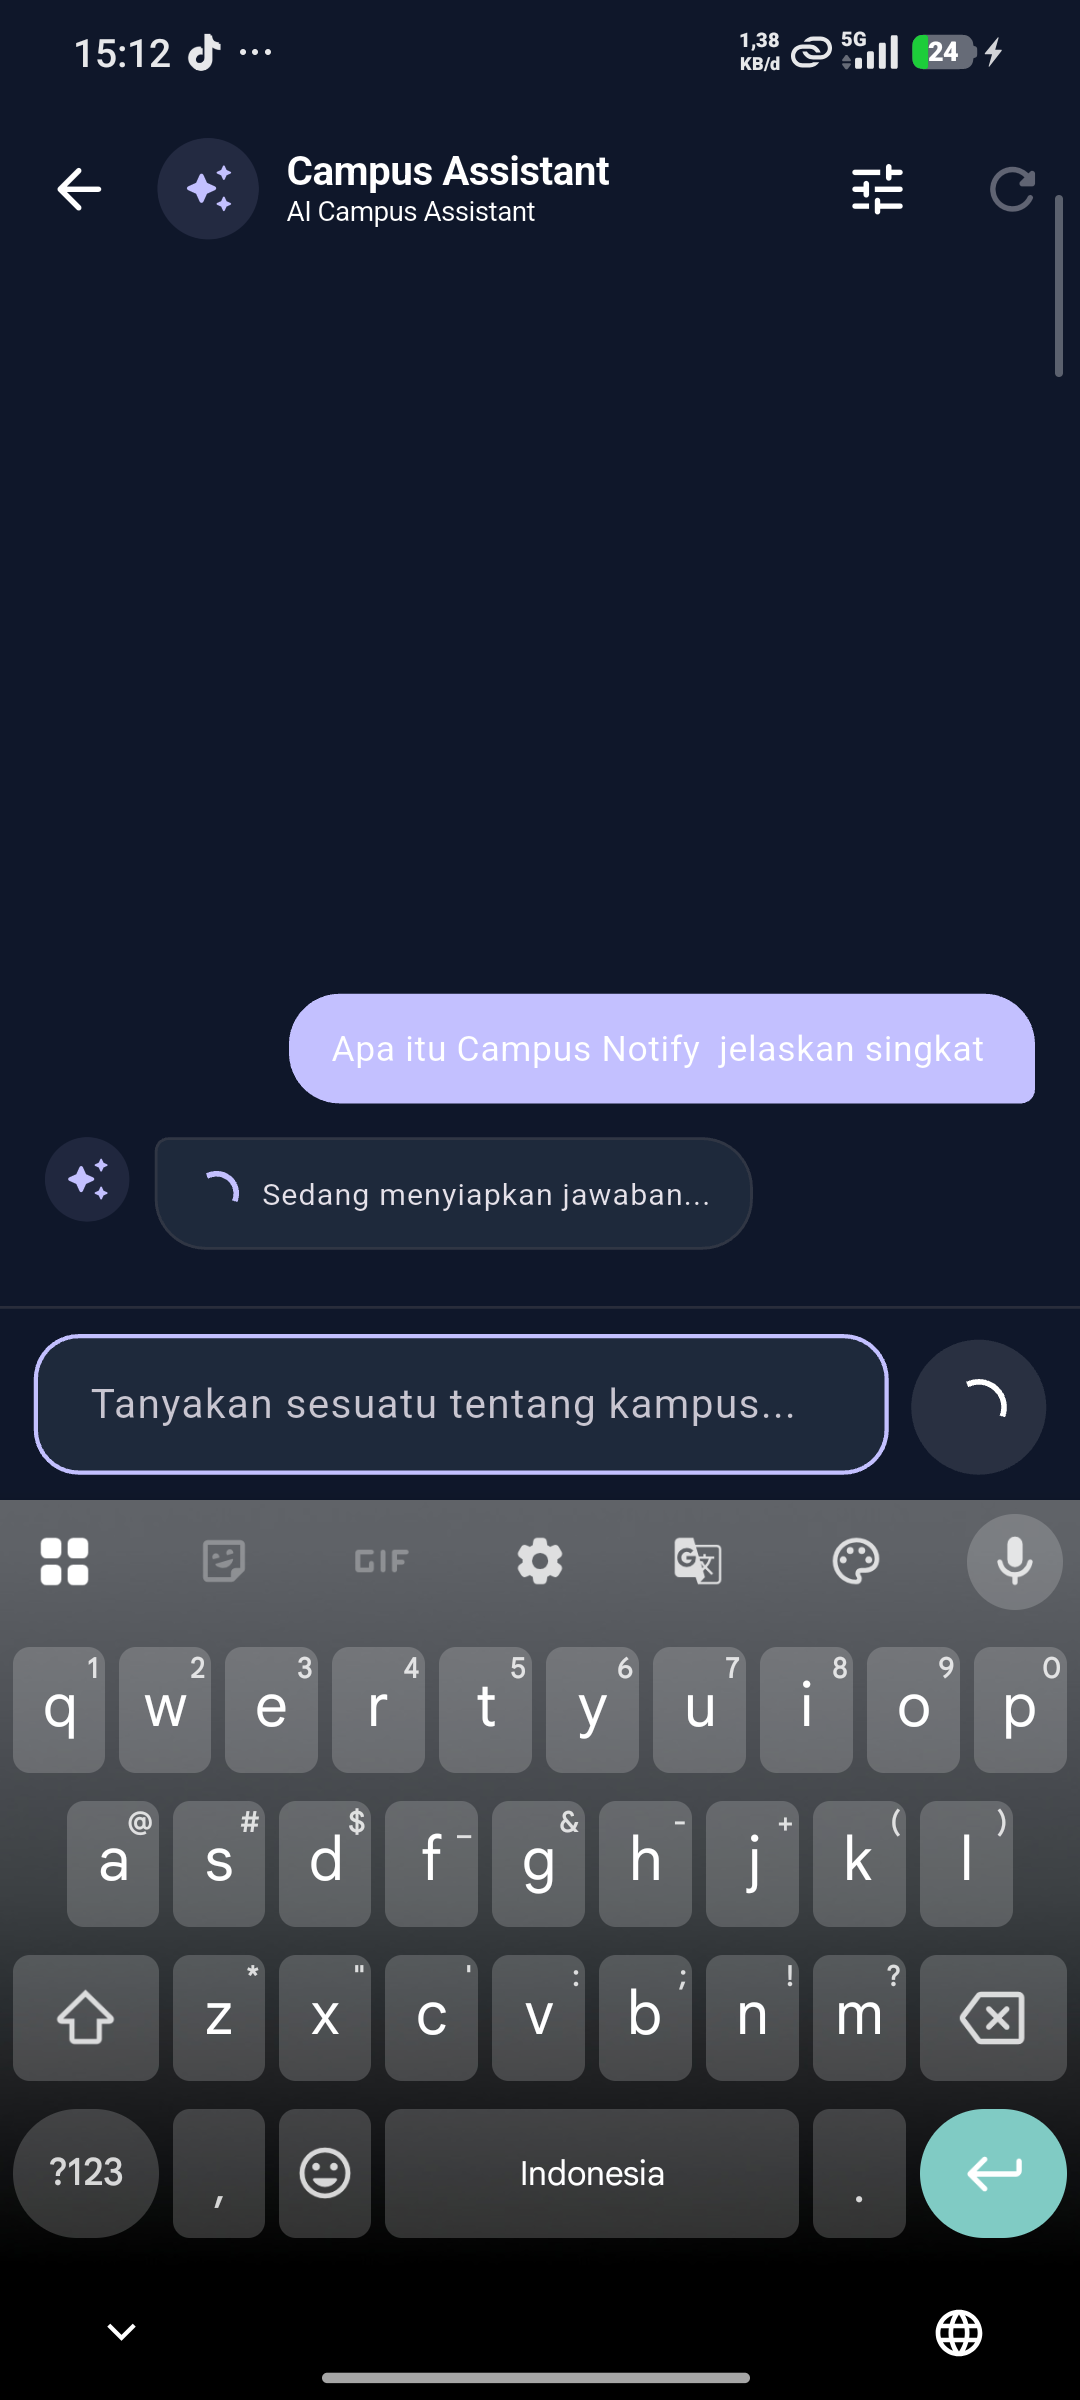 15:12 ... 1,38 KB/d 5G 24
Campus Assistant
AI Campus Assistant
Apa itu Campus Notify  jelaskan singkat
Sedang menyiapkan jawaban...
Tanyakan sesuatu tentang kampus...
GIF G 文
q 1 w 2 e 3 r 4 t 5 y 6 u 7 i 8 o 9 p 0
a @ s # d $ f _ g & h - j + k ( l )
z * x " c ' v : b ; n ! m ?
?123 , Indonesia .